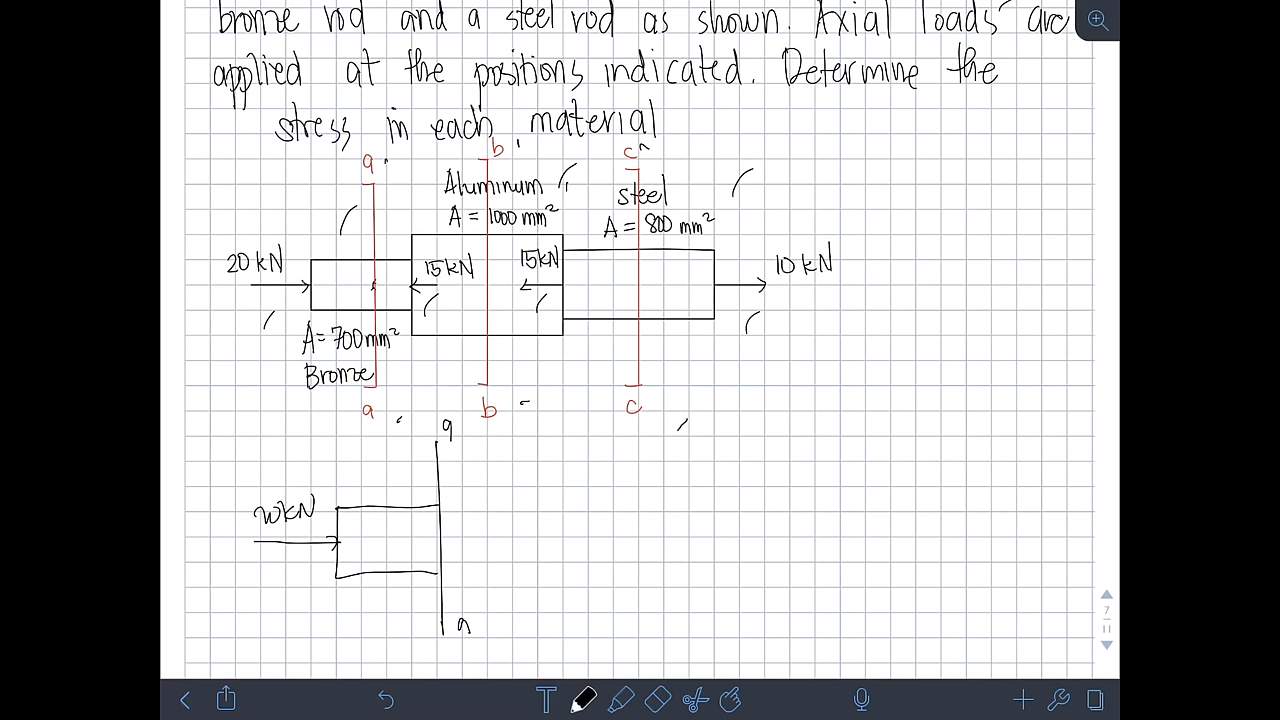 bronze rod and a steel rod as shown. Axial loads are
applied at the positions indicated. Determine the
stress in each material
a
b
c
Aluminum
A = 1000 mm²
steel
A = 800 mm²
20 kN
15 kN
15 kN
10 kN
A = 700 mm²
Bronze
a
b
c
a
20 kN
a
7
11
T